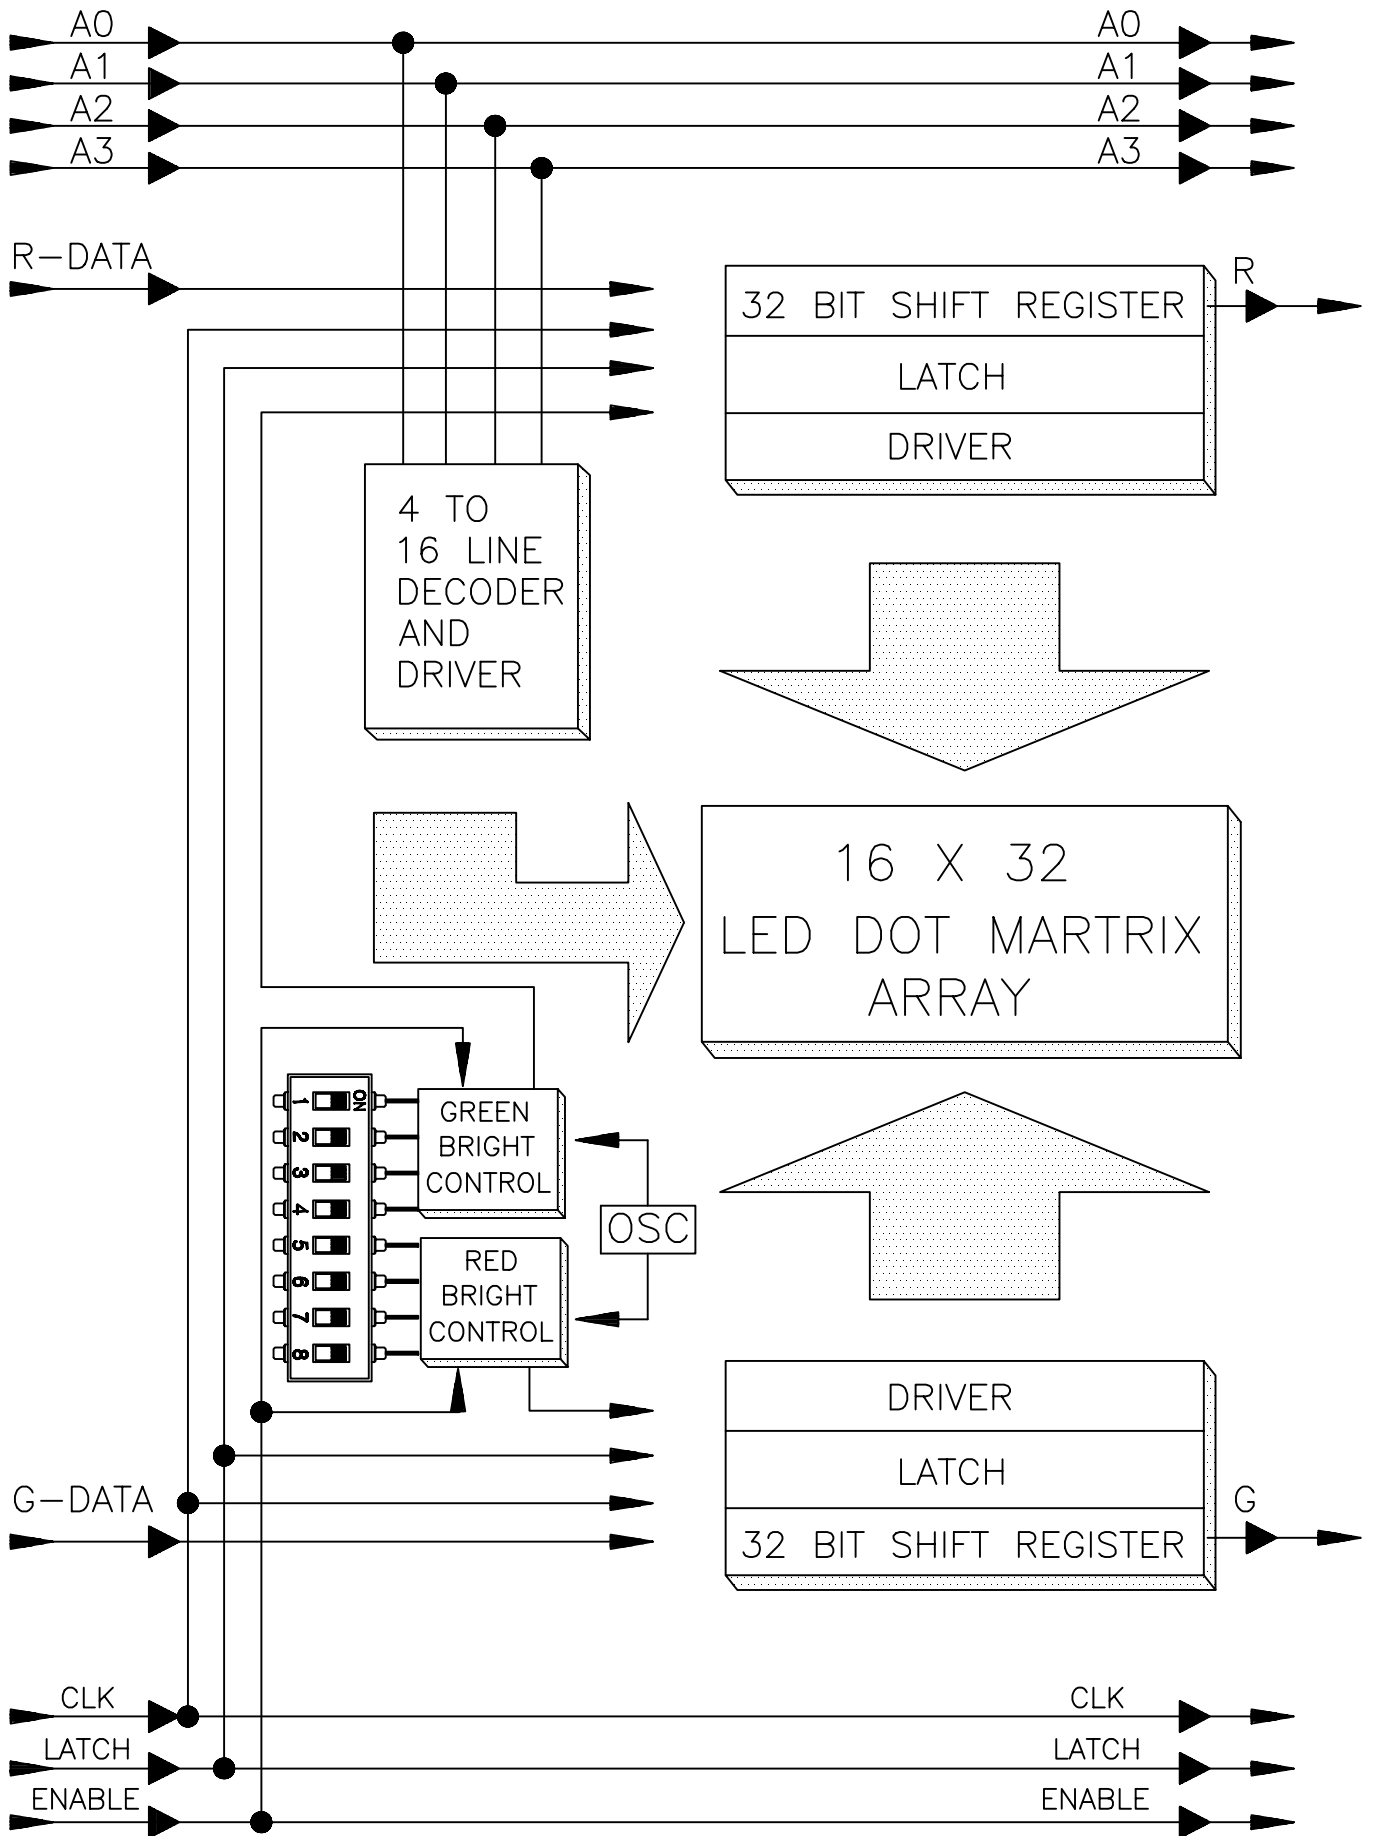 A0 A0
A1 A1
A2 A2
A3 A3
R-DATA
32 BIT SHIFT REGISTER
R
LATCH
DRIVER
4 TO
16 LINE
DECODER
AND
DRIVER
16 X 32
LED DOT MARTRIX
ARRAY
ON
1
2
3
4
5
6
7
8
GREEN
BRIGHT
CONTROL
OSC
RED
BRIGHT
CONTROL
DRIVER
LATCH
32 BIT SHIFT REGISTER
G-DATA
G
CLK CLK
LATCH LATCH
ENABLE ENABLE